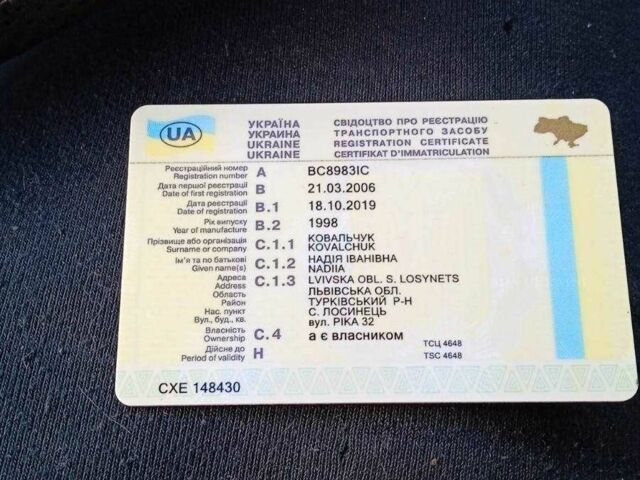 UA
УКРАЇНА СВІДОЦТВО ПРО РЕЄСТРАЦІЮ
УКРАИНА ТРАНСПОРТНОГО ЗАСОБУ
UKRAINE REGISTRATION CERTIFICATE
UKRAINE CERTIFIKAT D'IMMATRICULATION
Реєстраційний номер
Registration number A BC8983IC
Дата першої реєстрації
Date of first registration B 21.03.2006
Дата реєстрації
Date of registration B.1 18.10.2019
Рік випуску
Year of manufacture B.2 1998
Прізвище або організація C.1.1 КОВАЛЬЧУК
Surname or company KOVALCHUK
Ім'я та по батькові C.1.2 НАДІЯ ІВАНІВНА
Given name(s) NADIIA
Адреса C.1.3 LVIVSKA OBL. S. LOSYNETS
Address
Область ЛЬВІВСЬКА ОБЛ.
Район ТУРКІВСЬКИЙ Р-Н
Нас. пункт С. ЛОСИНЕЦЬ
Вул., буд., кв. вул. РІКА 32
Власність
Ownership C.4 а є власником
ТСЦ 4648
Дійсне до
Period of validity H TSC 4648
CXE 148430